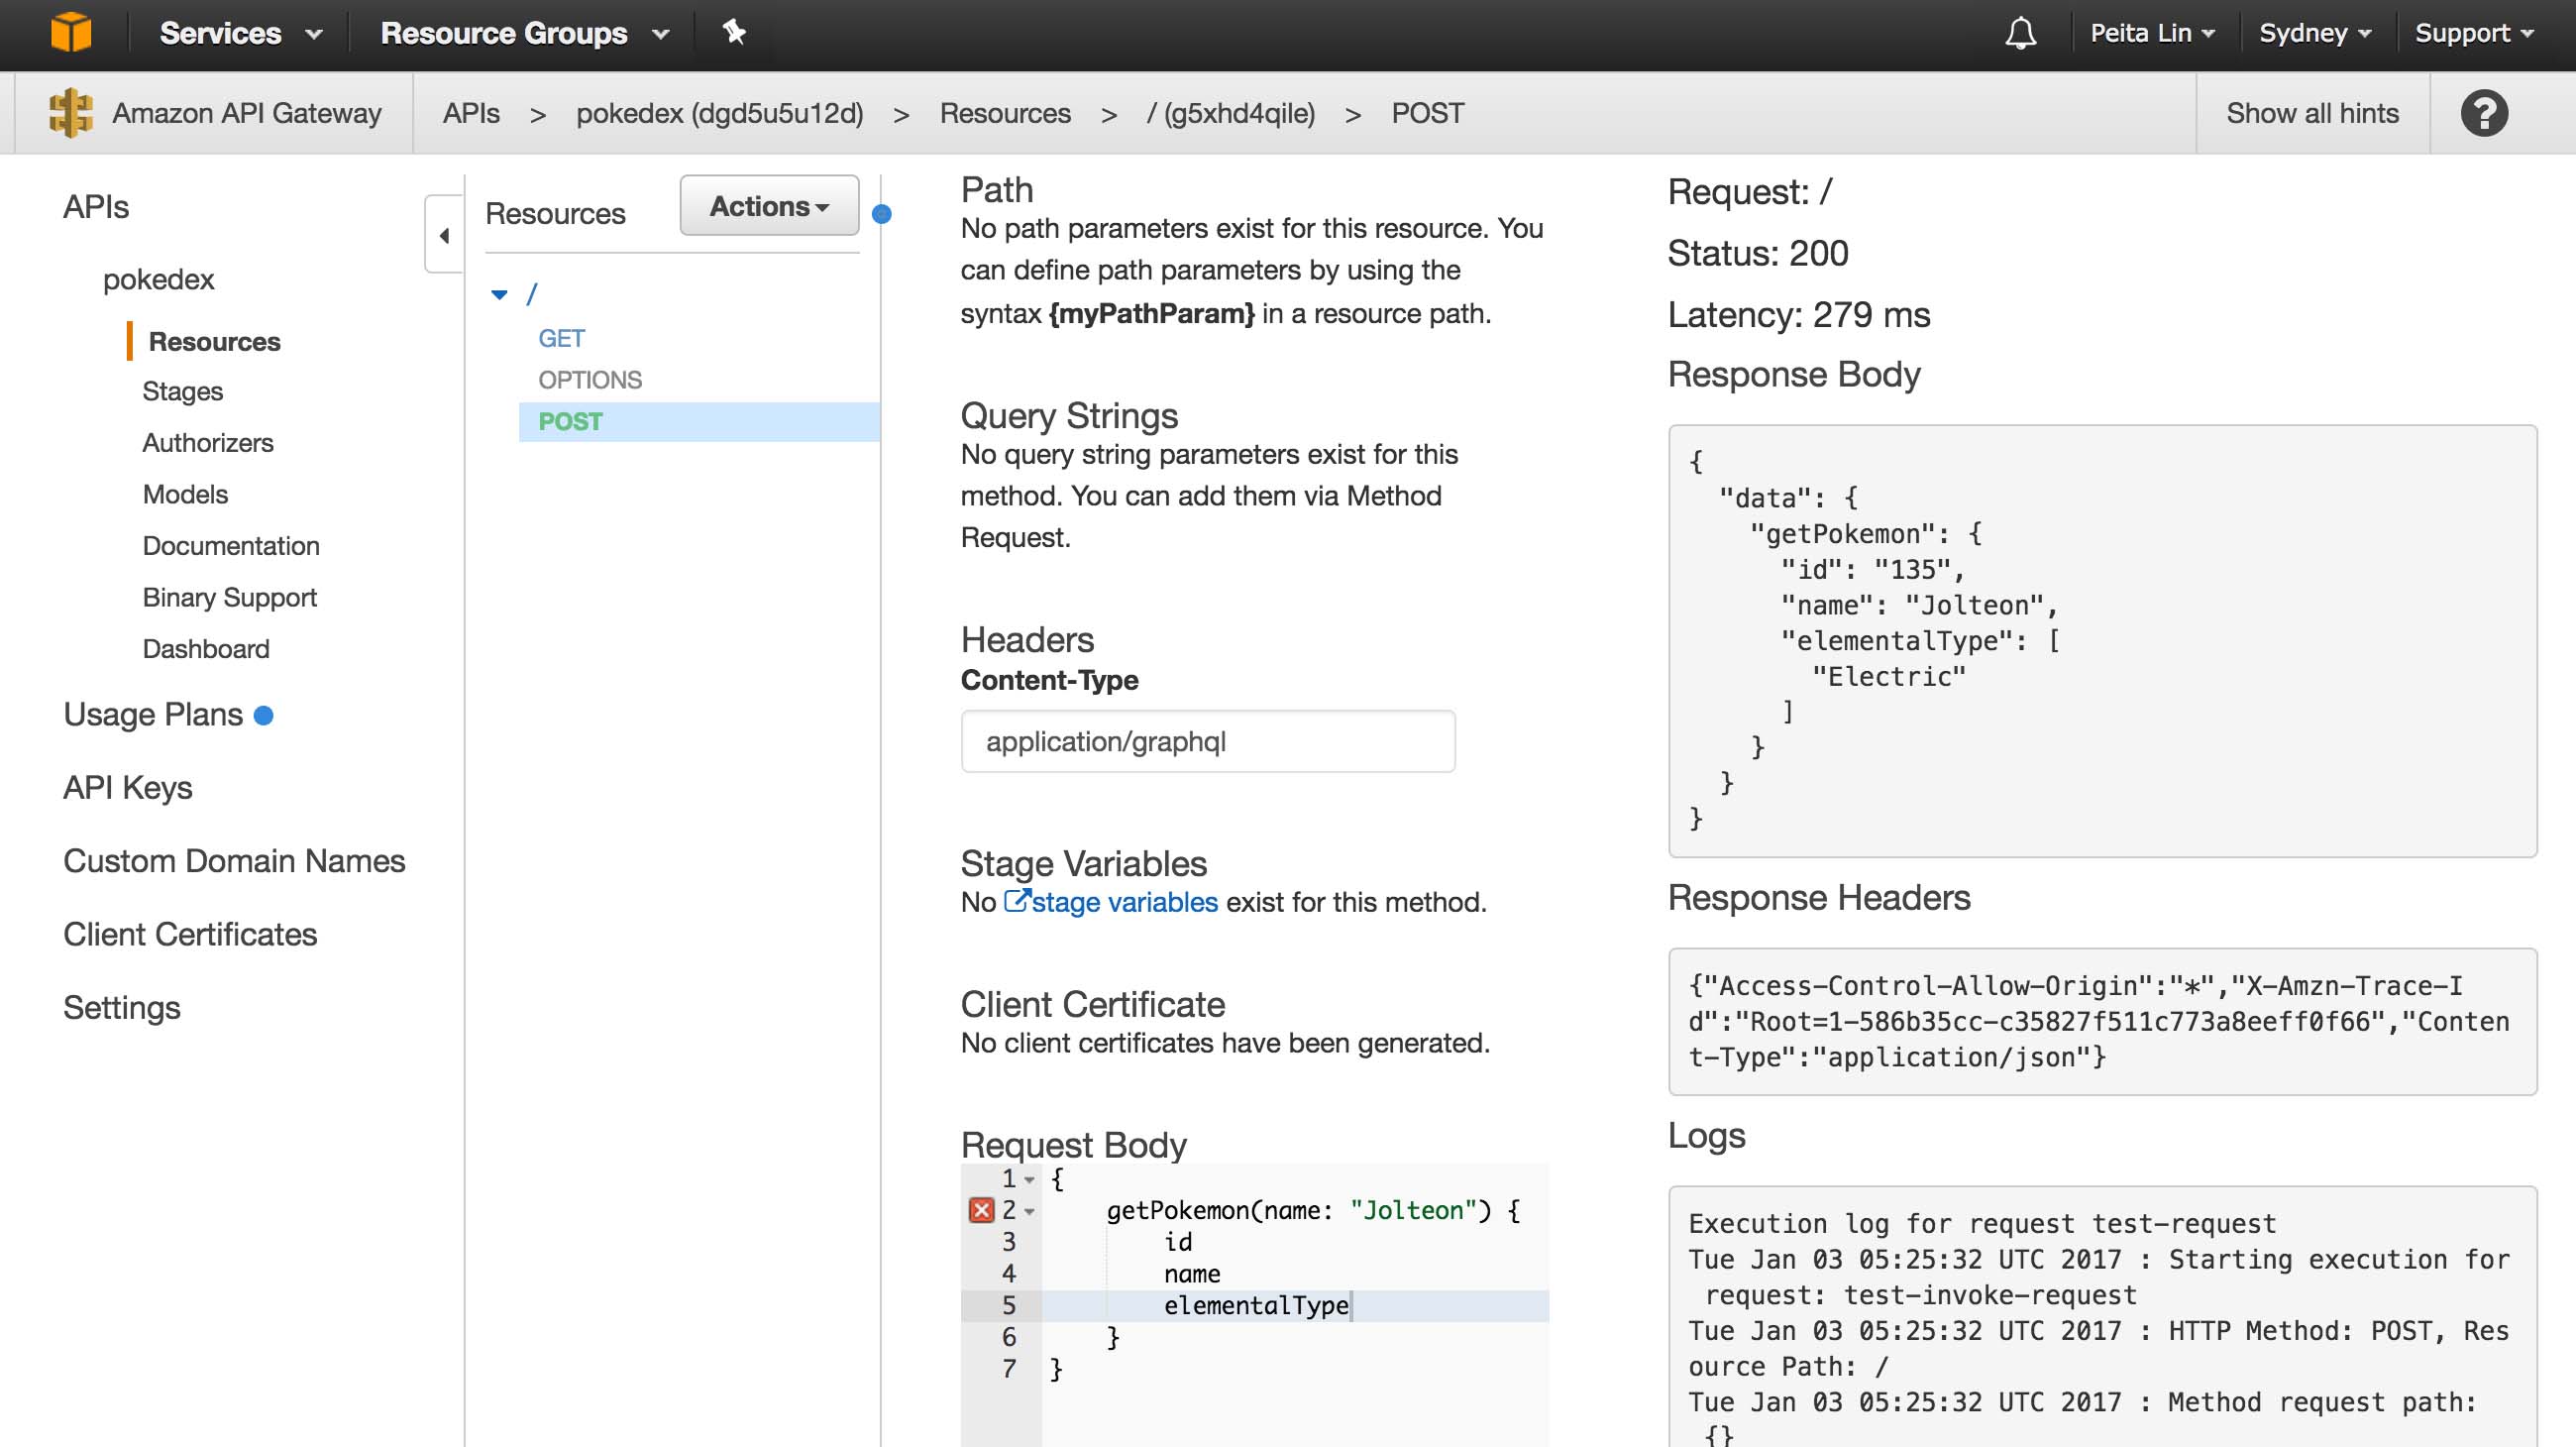 Services
Resource Groups
Peita Lin
Sydney
Support
Amazon API Gateway
APIs > pokedex (dgd5u5u12d) > Resources > / (g5xhd4qile) > POST
Show all hints
?
APIs
pokedex
Resources
Stages
Authorizers
Models
Documentation
Binary Support
Dashboard
Usage Plans
API Keys
Custom Domain Names
Client Certificates
Settings
Resources
Actions
/
GET
OPTIONS
POST
Path
No path parameters exist for this resource. You
can define path parameters by using the
syntax {myPathParam} in a resource path.
Query Strings
No query string parameters exist for this
method. You can add them via Method
Request.
Headers
Content-Type
application/graphql
Stage Variables
No stage variables exist for this method.
Client Certificate
No client certificates have been generated.
Request Body
1 {
2 getPokemon(name: "Jolteon") {
3 id
4 name
5 elementalType
6 }
7 }
Request: /
Status: 200
Latency: 279 ms
Response Body
{
"data": {
"getPokemon": {
"id": "135",
"name": "Jolteon",
"elementalType": [
"Electric"
]
}
}
}
Response Headers
{"Access-Control-Allow-Origin":"*","X-Amzn-Trace-I
d":"Root=1-586b35cc-c35827f511c773a8eeff0f66","Conten
t-Type":"application/json"}
Logs
Execution log for request test-request
Tue Jan 03 05:25:32 UTC 2017 : Starting execution for
request: test-invoke-request
Tue Jan 03 05:25:32 UTC 2017 : HTTP Method: POST, Res
ource Path: /
Tue Jan 03 05:25:32 UTC 2017 : Method request path:
{}